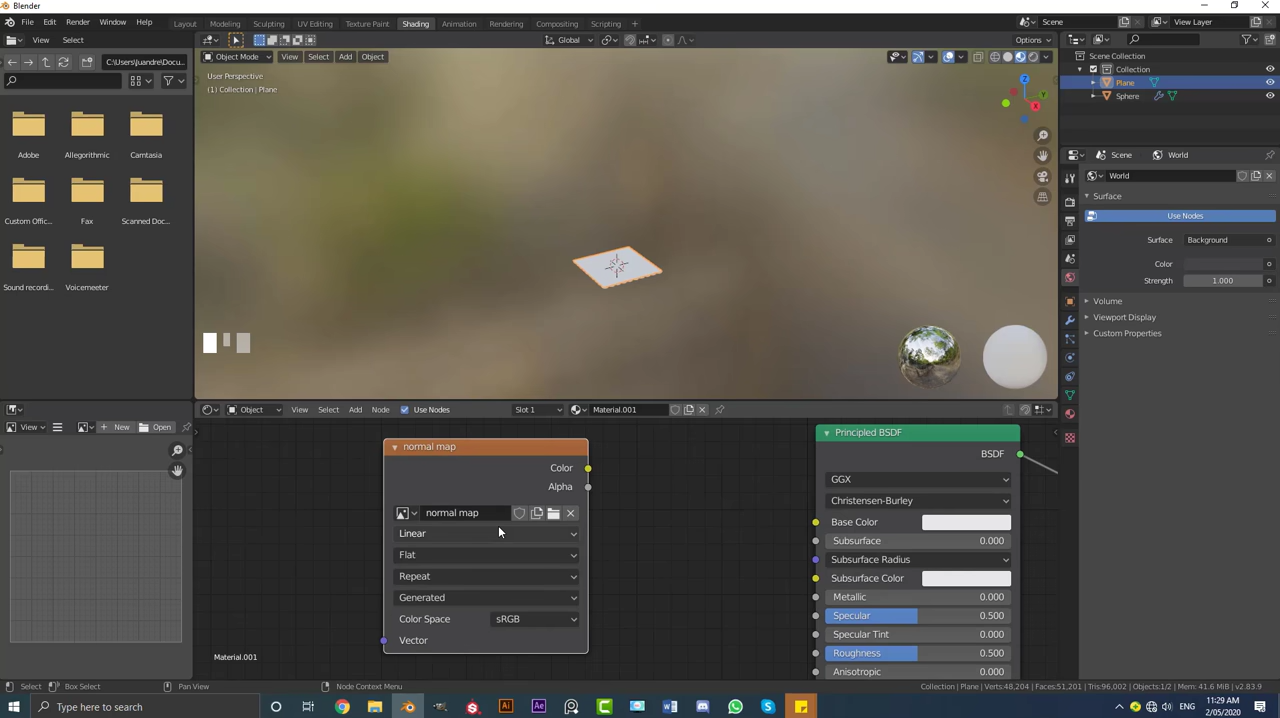 Blender
File Edit Render Window Help
Layout Modeling Sculpting UV Editing Texture Paint Shading Animation Rendering Compositing Scripting +
Scene
View Layer
View Select
Global
Options
C:\Users\juandre\Docu...
Object Mode View Select Add Object
User Perspective
(1) Collection | Plane
Scene Collection
Collection
Plane
Sphere
Z
Y
X
Adobe Allegorithmic Camtasia
Custom Offic... Fax Scanned Doc...
Sound recordi... Voicemeeter
Scene World
World
Surface
Use Nodes
Surface Background
Color
Strength 1.000
Volume
Viewport Display
Custom Properties
Object View Select Add Node Use Nodes Slot 1 Material.001
View New Open
normal map
Color
Alpha
normal map
Linear
Flat
Repeat
Generated
Color Space sRGB
Vector
Material.001
Principled BSDF
BSDF
GGX
Christensen-Burley
Base Color
Subsurface 0.000
Subsurface Radius
Subsurface Color
Metallic 0.000
Specular 0.500
Specular Tint 0.000
Roughness 0.500
Anisotropic 0.000
Select Box Select Pan View Node Context Menu
Collection | Plane | Verts:48,204 | Faces:51,201 | Tris:96,002 | Objects:1/2 | Mem: 41.6 MiB | v2.83.9
Type here to search
11:29 AM
2/05/2020